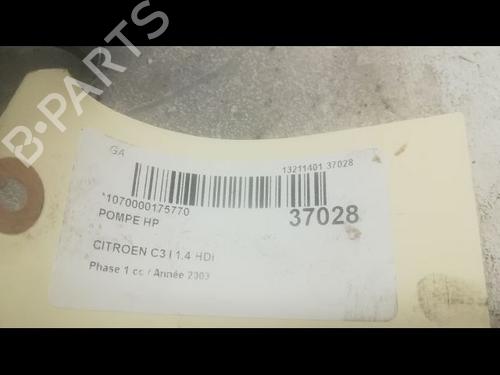 B-PARTS
GA
13211401 37028
*1070000175770
37028
POMPE HP
CITROEN C3 I 1.4 HDi
Phase 1 cc / Année 2003